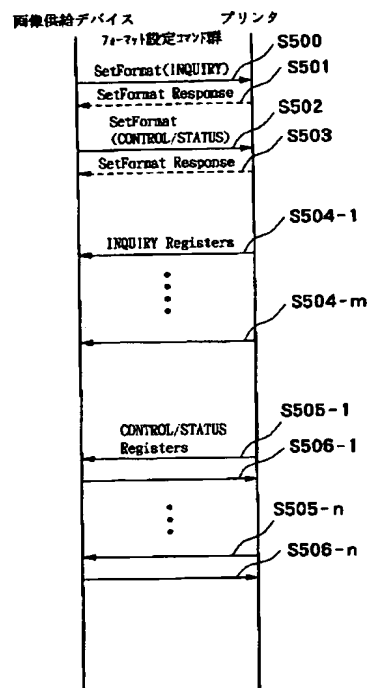 画像供給デバイス
プリンタ
フォーマット設定コマンド群
S500
SetFormat(INQUIRY)
S501
SetFormat Response
S502
SetFormat
(CONTROL/STATUS)
S503
SetFormat Response
S504-1
INQUIRY Registers
S504-m
S505-1
CONTROL/STATUS
Registers
S506-1
S505-n
S506-n